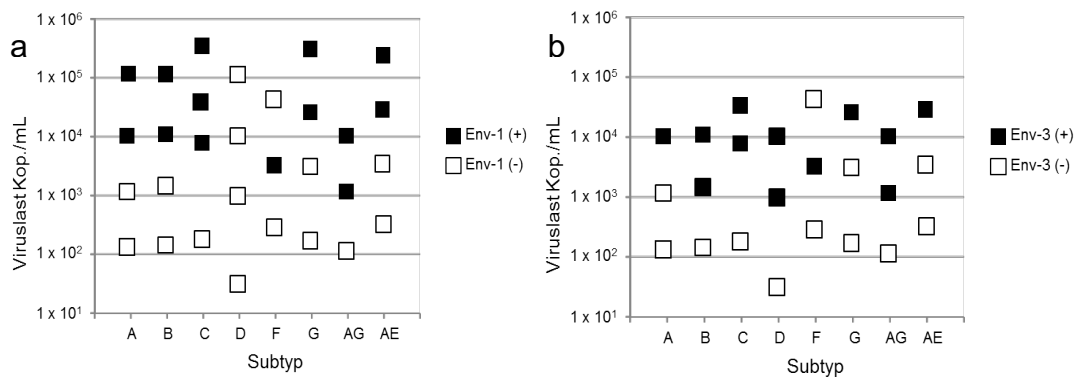 a
Viruslast Kop./mL
1 x 10⁶
1 x 10⁵
1 x 10⁴
1 x 10³
1 x 10²
1 x 10¹
A B C D F G AG AE
Subtyp
Env-1 (+)
Env-1 (-)
b
Viruslast Kop./mL
1 x 10⁶
1 x 10⁵
1 x 10⁴
1 x 10³
1 x 10²
1 x 10¹
A B C D F G AG AE
Subtyp
Env-3 (+)
Env-3 (-)